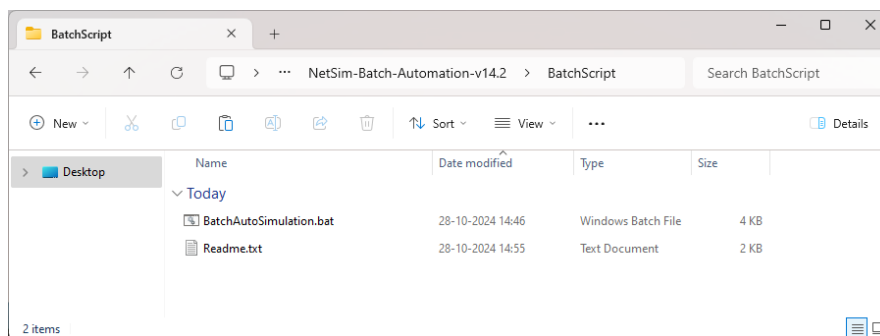 BatchScript
NetSim-Batch-Automation-v14.2 > BatchScript
Search BatchScript
New
Sort
View
Details
Desktop
Name Date modified Type Size
Today
BatchAutoSimulation.bat 28-10-2024 14:46 Windows Batch File 4 KB
Readme.txt 28-10-2024 14:55 Text Document 2 KB
2 items